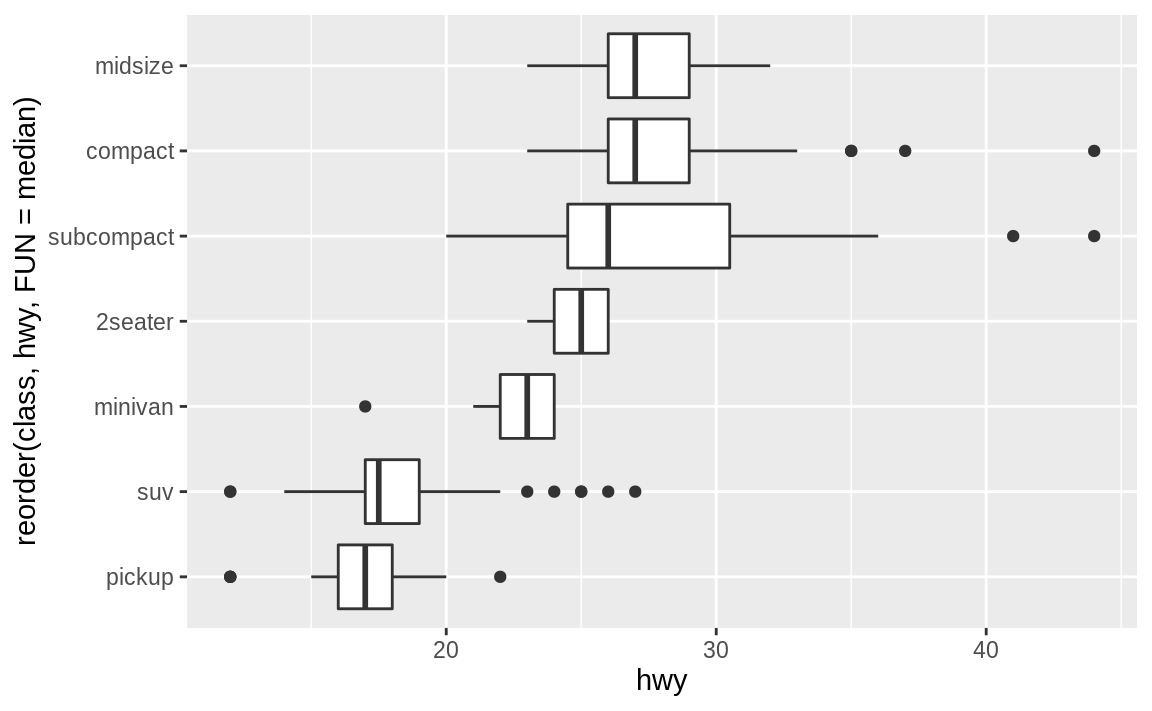 reorder(class, hwy, FUN = median)
midsize
compact
subcompact
2seater
minivan
suv
pickup
20 30 40
hwy